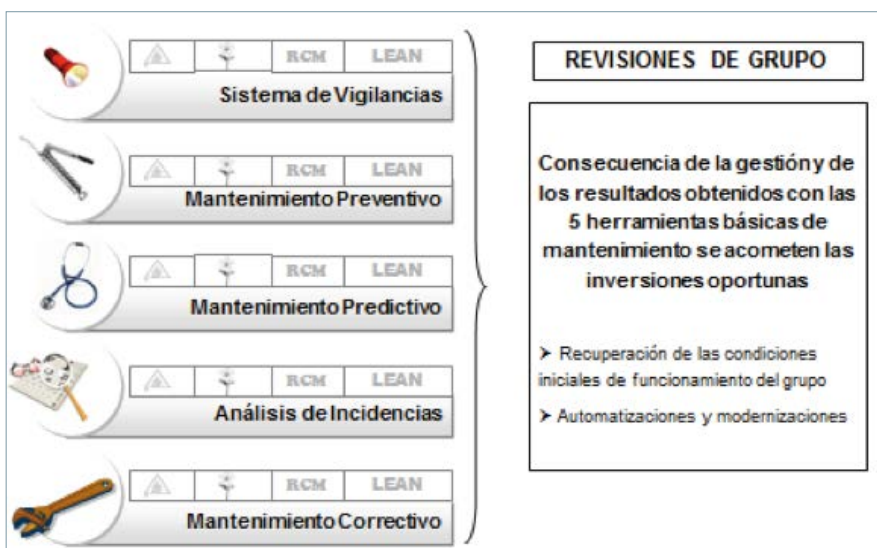 RCM LEAN
Sistema de Vigilancias
RCM LEAN
Mantenimiento Preventivo
RCM LEAN
Mantenimiento Predictivo
RCM LEAN
Análisis de Incidencias
RCM LEAN
Mantenimiento Correctivo
REVISIONES DE GRUPO
Consecuencia de la gestión y de
los resultados obtenidos con las
5 herramientas básicas de
mantenimiento se acometen las
inversiones oportunas
➤ Recuperación de las condiciones
iniciales de funcionamiento del grupo
➤ Automatizaciones y modernizaciones